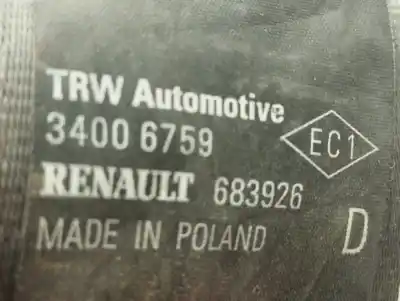 TRW Automotive
3400 6759
EC1
RENAULT 683926
MADE IN POLAND D